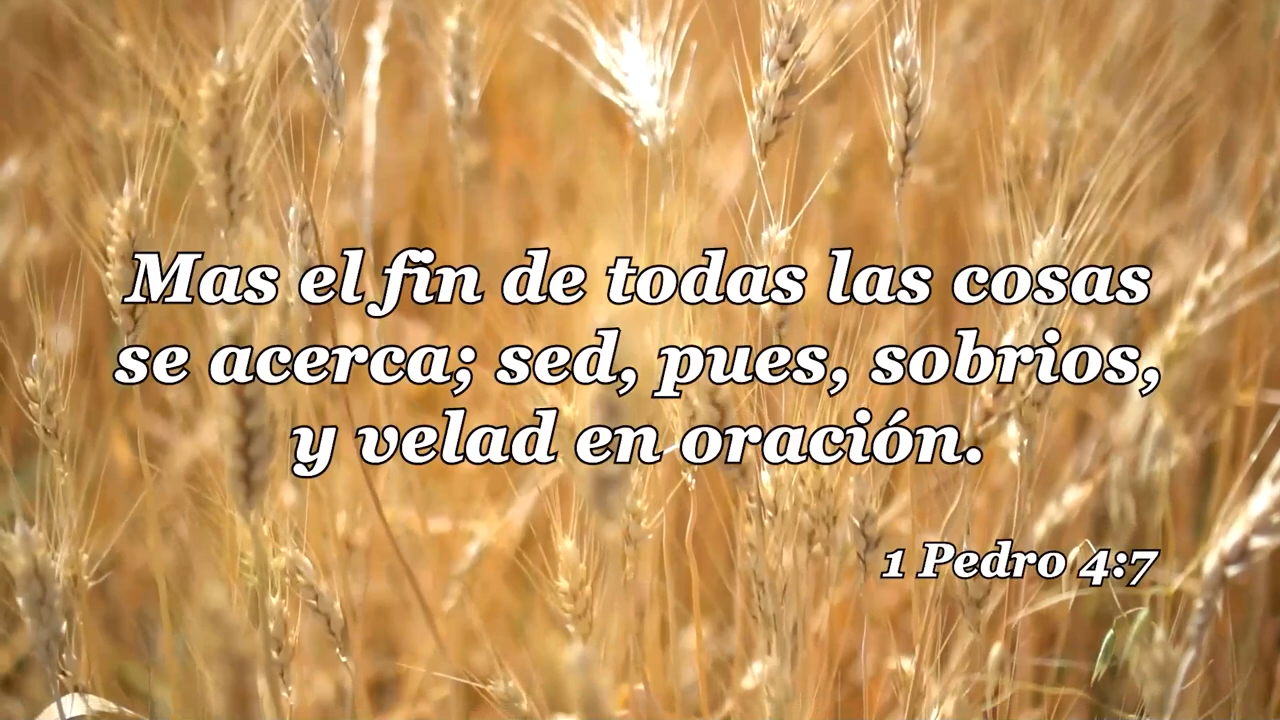 Mas el fin de todas las cosas
se acerca; sed, pues, sobrios,
y velad en oración.
1 Pedro 4:7